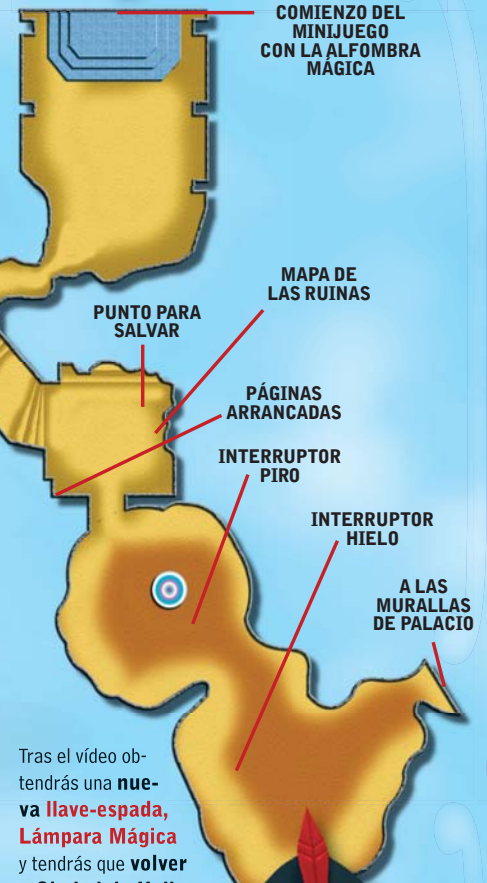 COMIENZO DEL
MINIJUEGO
CON LA ALFOMBRA
MÁGICA
MAPA DE
LAS RUINAS
PUNTO PARA
SALVAR
PÁGINAS
ARRANCADAS
INTERRUPTOR
PIRO
INTERRUPTOR
HIELO
A LAS
MURALLAS
DE PALACIO
Tras el vídeo ob-
tendrás una nue-
va llave-espada,
Lámpara Mágica
y tendrás que volver